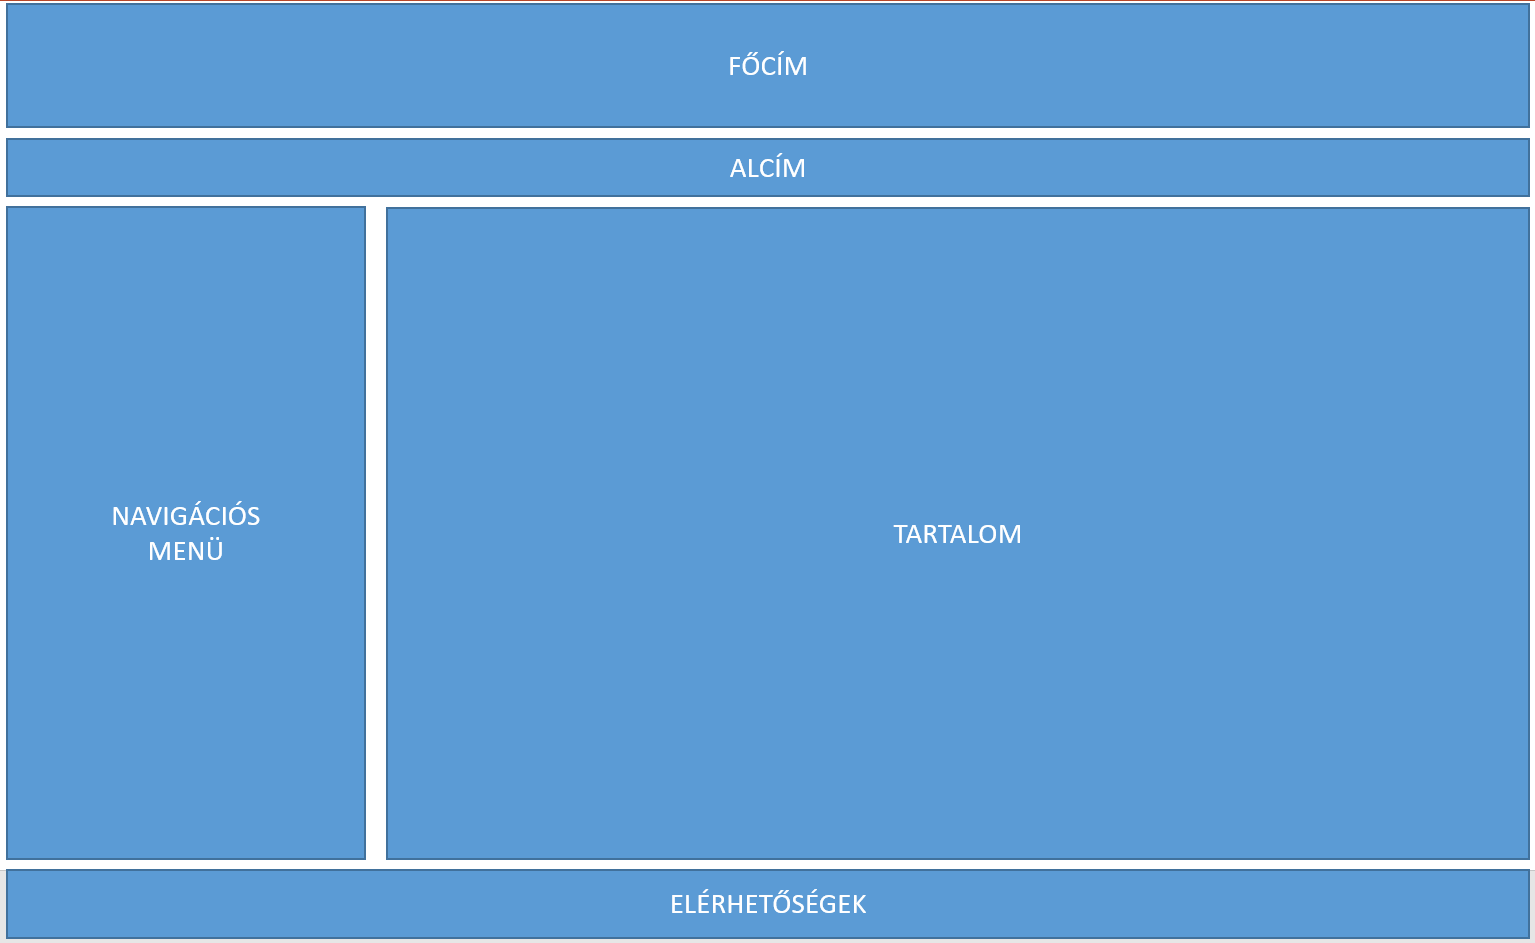 FŐCÍM
ALCÍM
NAVIGÁCIÓS
MENÜ
TARTALOM
ELÉRHETŐSÉGEK